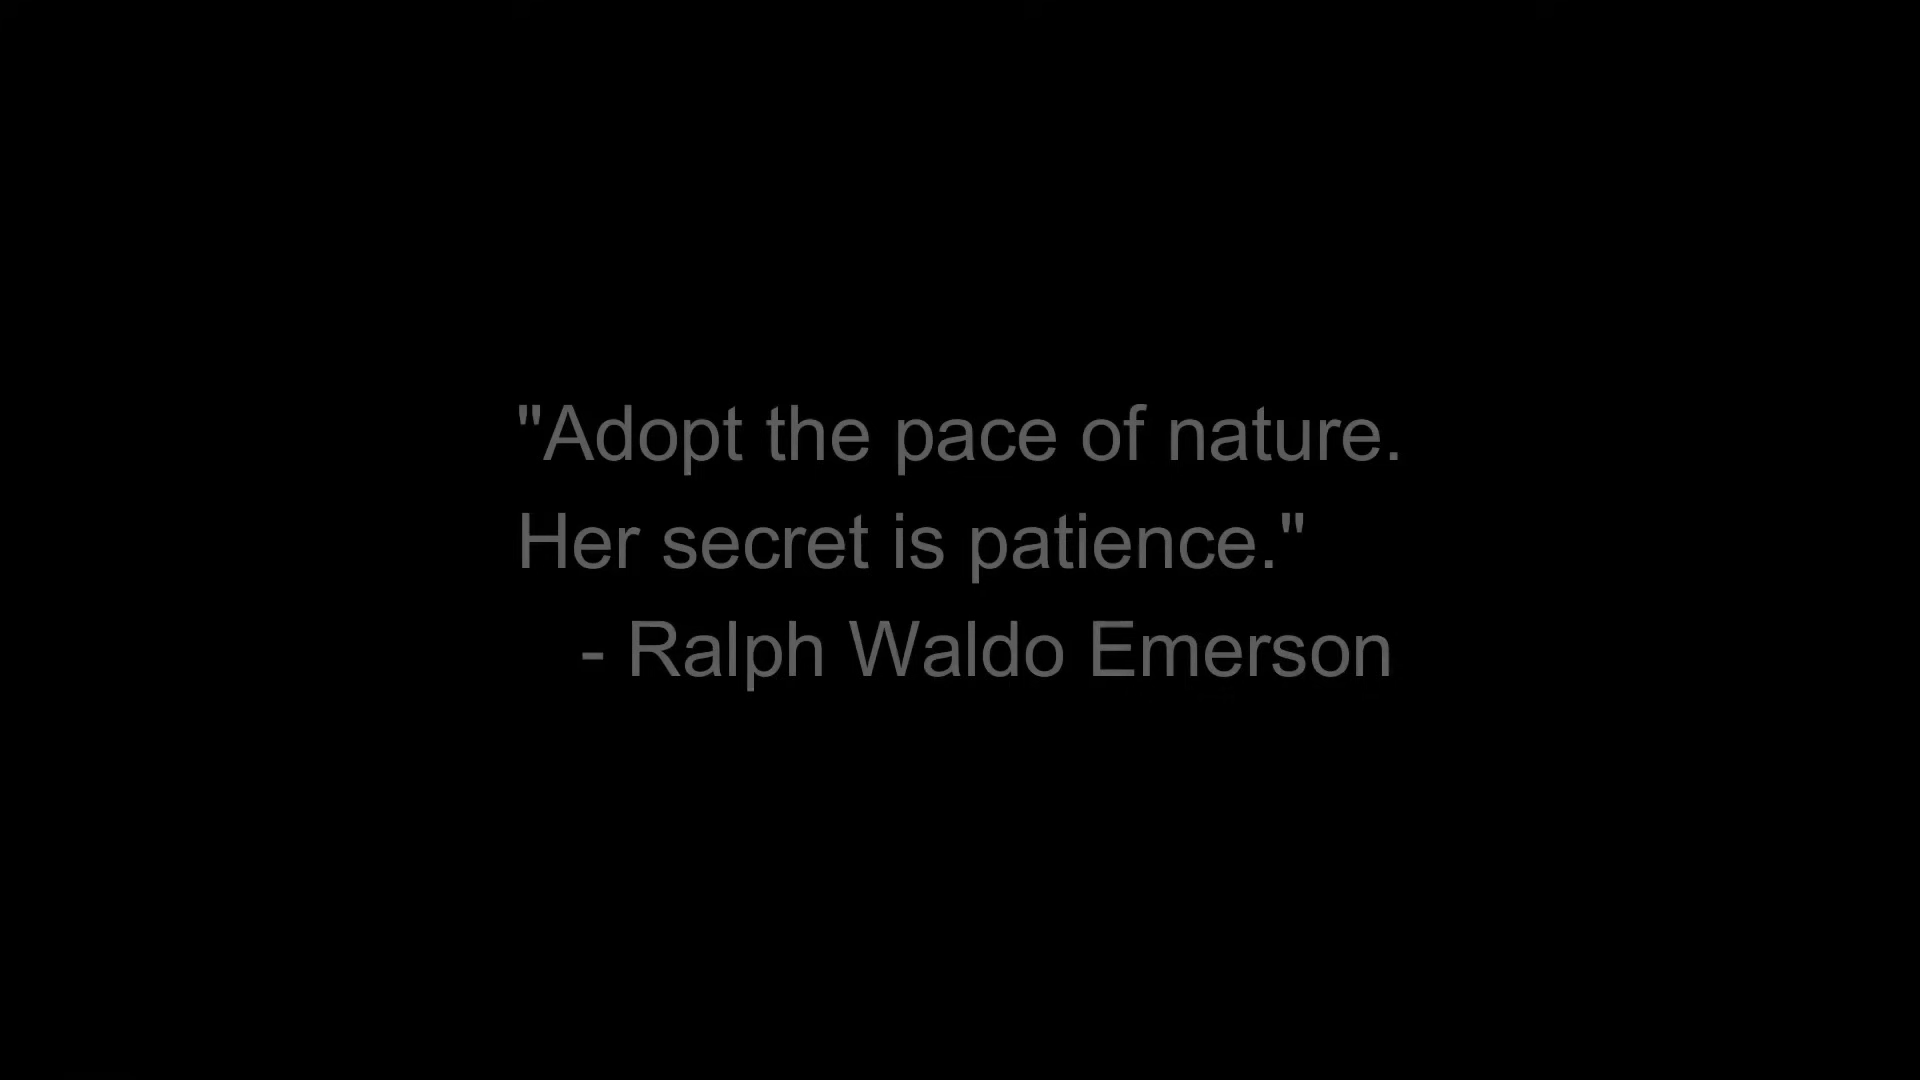 "Adopt the pace of nature.
Her secret is patience."
- Ralph Waldo Emerson